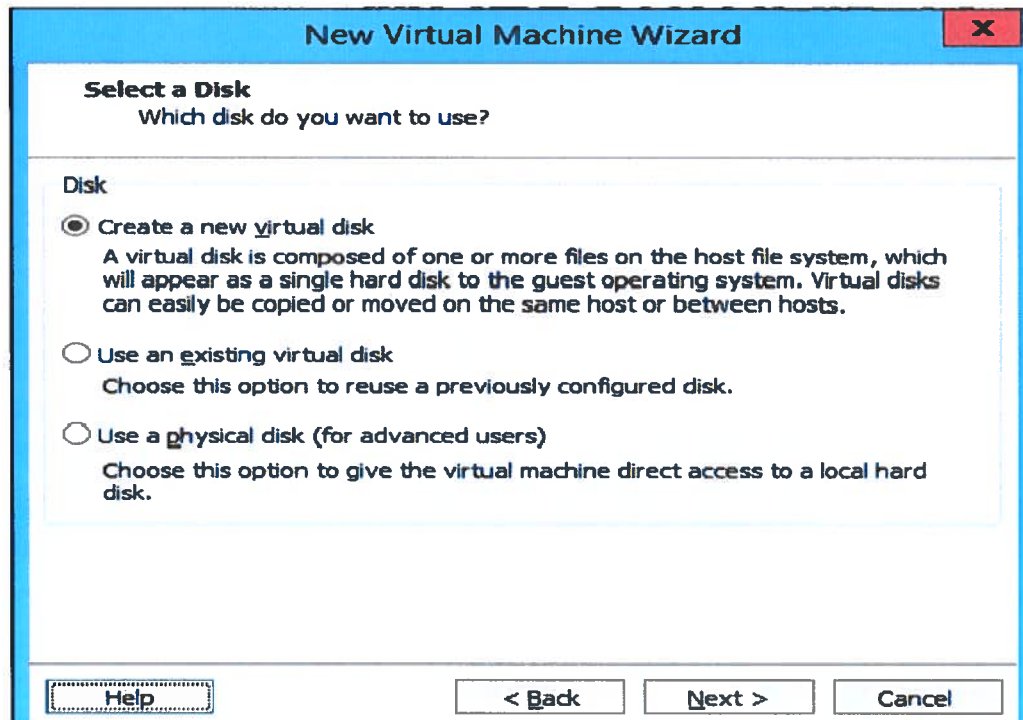 New Virtual Machine Wizard
x
Select a Disk
Which disk do you want to use?
Disk
Create a new virtual disk
A virtual disk is composed of one or more files on the host file system, which
will appear as a single hard disk to the guest operating system. Virtual disks
can easily be copied or moved on the same host or between hosts.
Use an existing virtual disk
Choose this option to reuse a previously configured disk.
Use a physical disk (for advanced users)
Choose this option to give the virtual machine direct access to a local hard
disk.
Help
< Back
Next >
Cancel